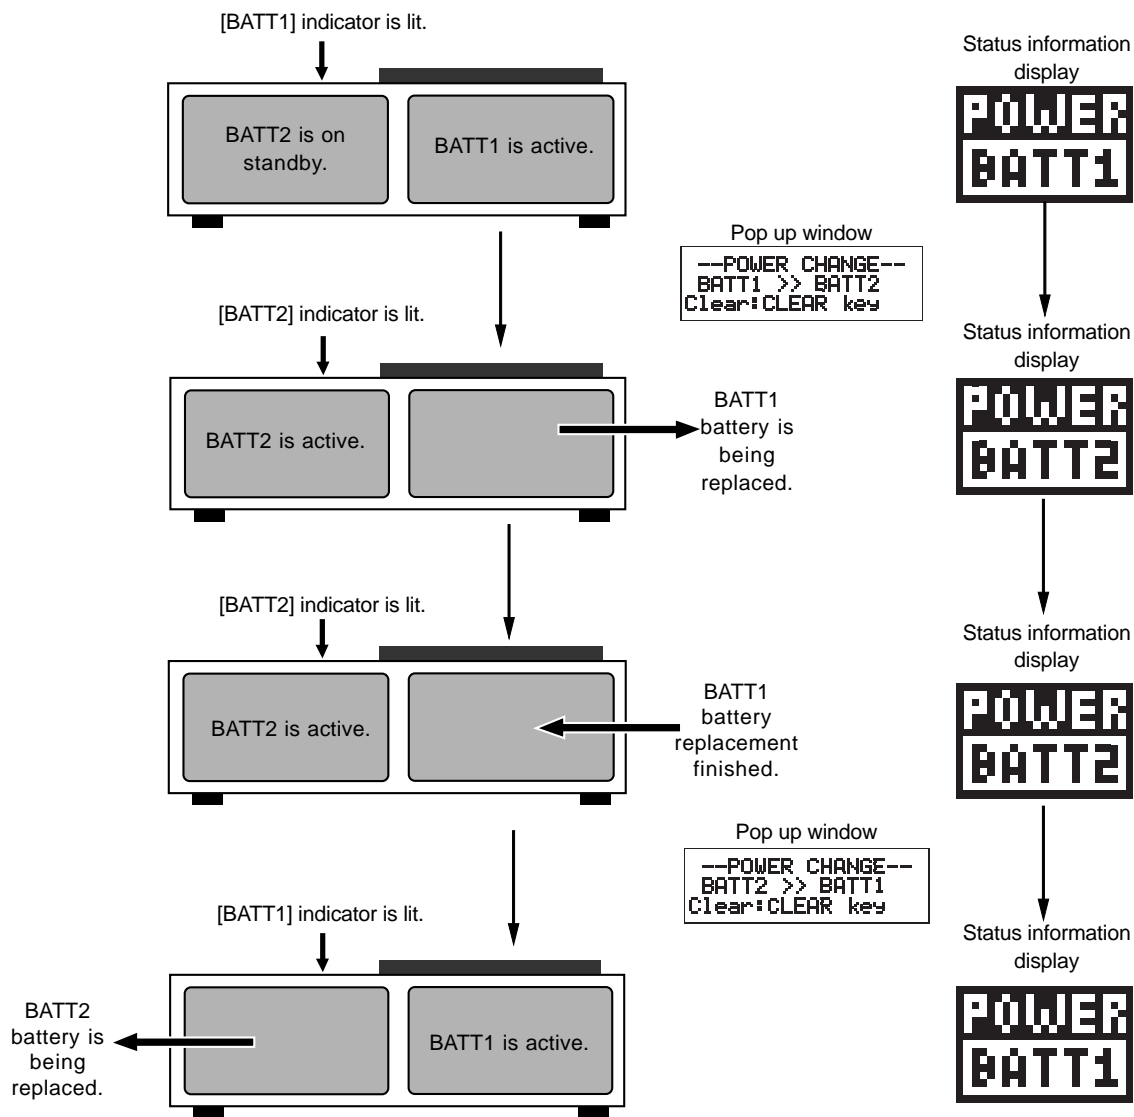 [BATT1] indicator is lit.
Status information
display
POWER
BATT1
BATT2 is on
standby.
BATT1 is active.
Pop up window
--POWER CHANGE--
BATT1 >> BATT2
Clear:CLEAR key
[BATT2] indicator is lit.
Status information
display
POWER
BATT2
BATT2 is active.
BATT1
battery is
being
replaced.
[BATT2] indicator is lit.
Status information
display
POWER
BATT2
BATT2 is active.
BATT1
battery
replacement
finished.
Pop up window
--POWER CHANGE--
BATT2 >> BATT1
Clear:CLEAR key
[BATT1] indicator is lit.
Status information
display
POWER
BATT1
BATT2
battery is
being
replaced.
BATT1 is active.